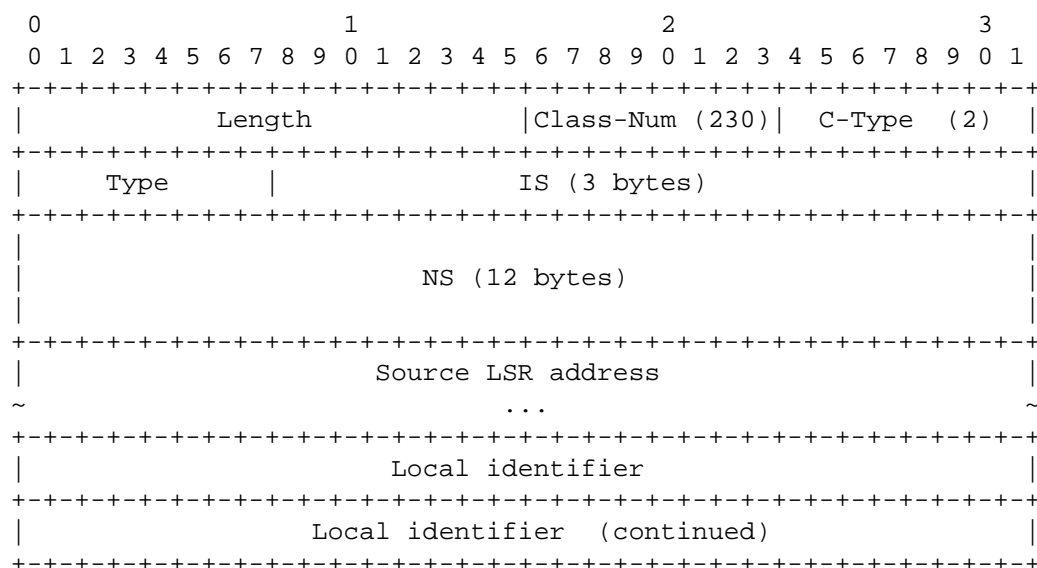 0                   1                   2                   3
 0 1 2 3 4 5 6 7 8 9 0 1 2 3 4 5 6 7 8 9 0 1 2 3 4 5 6 7 8 9 0 1
+-+-+-+-+-+-+-+-+-+-+-+-+-+-+-+-+-+-+-+-+-+-+-+-+-+-+-+-+-+-+-+-+
|            Length             |Class-Num (230)|  C-Type  (2)  |
+-+-+-+-+-+-+-+-+-+-+-+-+-+-+-+-+-+-+-+-+-+-+-+-+-+-+-+-+-+-+-+-+
|     Type      |               IS (3 bytes)                    |
+-+-+-+-+-+-+-+-+-+-+-+-+-+-+-+-+-+-+-+-+-+-+-+-+-+-+-+-+-+-+-+-+
|                                                               |
|                         NS (12 bytes)                         |
|                                                               |
+-+-+-+-+-+-+-+-+-+-+-+-+-+-+-+-+-+-+-+-+-+-+-+-+-+-+-+-+-+-+-+-+
|                      Source LSR address                       |
~                              ...                              ~
+-+-+-+-+-+-+-+-+-+-+-+-+-+-+-+-+-+-+-+-+-+-+-+-+-+-+-+-+-+-+-+-+
|                       Local identifier                        |
+-+-+-+-+-+-+-+-+-+-+-+-+-+-+-+-+-+-+-+-+-+-+-+-+-+-+-+-+-+-+-+-+
|                  Local identifier  (continued)                |
+-+-+-+-+-+-+-+-+-+-+-+-+-+-+-+-+-+-+-+-+-+-+-+-+-+-+-+-+-+-+-+-+